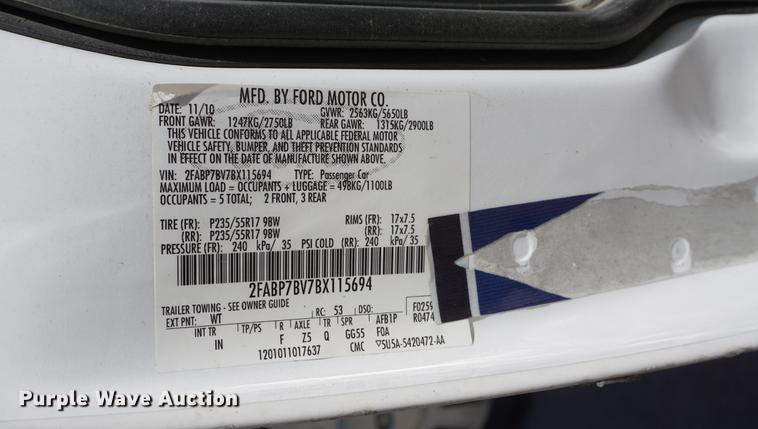 MFD. BY FORD MOTOR CO.
DATE: 11/10 GVWR: 2563KG/5650LB
FRONT GAWR: 1247KG/2750LB REAR GAWR: 1315KG/2900LB
THIS VEHICLE CONFORMS TO ALL APPLICABLE FEDERAL MOTOR
VEHICLE SAFETY, BUMPER, AND THEFT PREVENTION STANDARDS
IN EFFECT ON THE DATE OF MANUFACTURE SHOWN ABOVE.
VIN: 2FABP7BV7BX115694 TYPE: Passenger Car
MAXIMUM LOAD = OCCUPANTS + LUGGAGE = 498KG/1100LB
OCCUPANTS = 5 TOTAL; 2 FRONT, 3 REAR
TIRE (FR): P235/55R17 98W RIMS (FR): 17x7.5
(RR): P235/55R17 98W (RR): 17x7.5
PRESSURE (FR): 240 kPa/ 35 PSI COLD (RR): 240 kPa/ 35
2FABP7BV7BX115694
TRAILER TOWING - SEE OWNER GUIDE
EXT PNT: WT RC: 53 DSO: F0259
INT TR TP/PS R AXLE TR SPR AFB1P R0474
IN F Z5 Q GG55 FOA
1201011017637 CMC ▽5U5A-5420472-AA
Purple Wave Auction